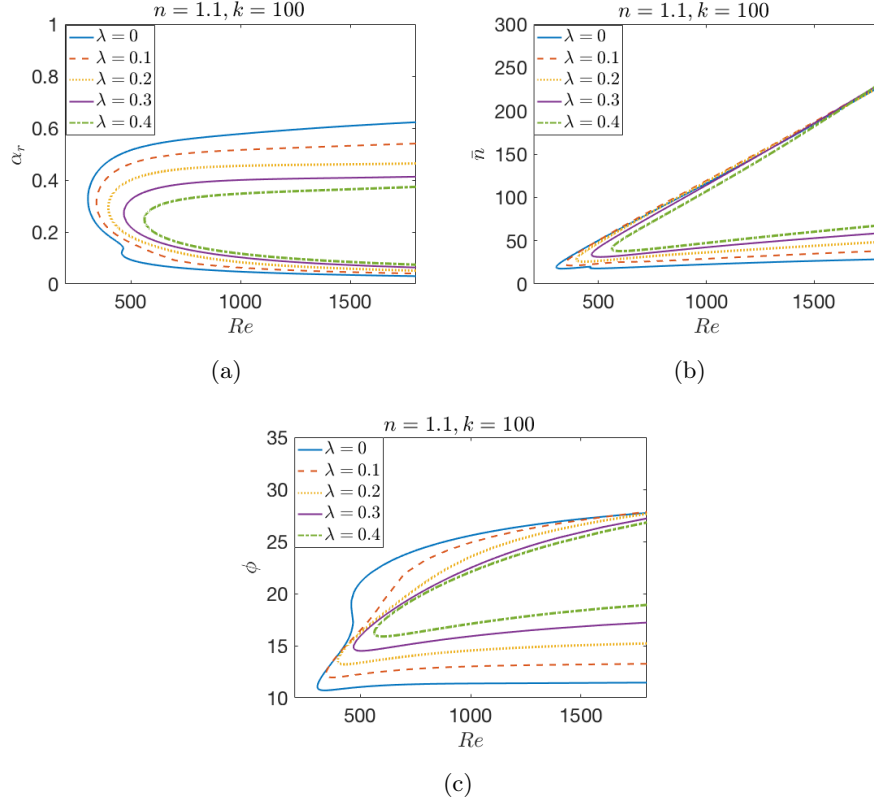 n = 1.1, k = 100
1
0.8
0.6
0.4
0.2
0
α_r
λ = 0
λ = 0.1
λ = 0.2
λ = 0.3
λ = 0.4
500 1000 1500
Re
(a)
n = 1.1, k = 100
300
250
200
150
100
50
0
n̄
λ = 0
λ = 0.1
λ = 0.2
λ = 0.3
λ = 0.4
500 1000 1500
Re
(b)
n = 1.1, k = 100
35
30
25
20
15
10
ϕ
λ = 0
λ = 0.1
λ = 0.2
λ = 0.3
λ = 0.4
500 1000 1500
Re
(c)